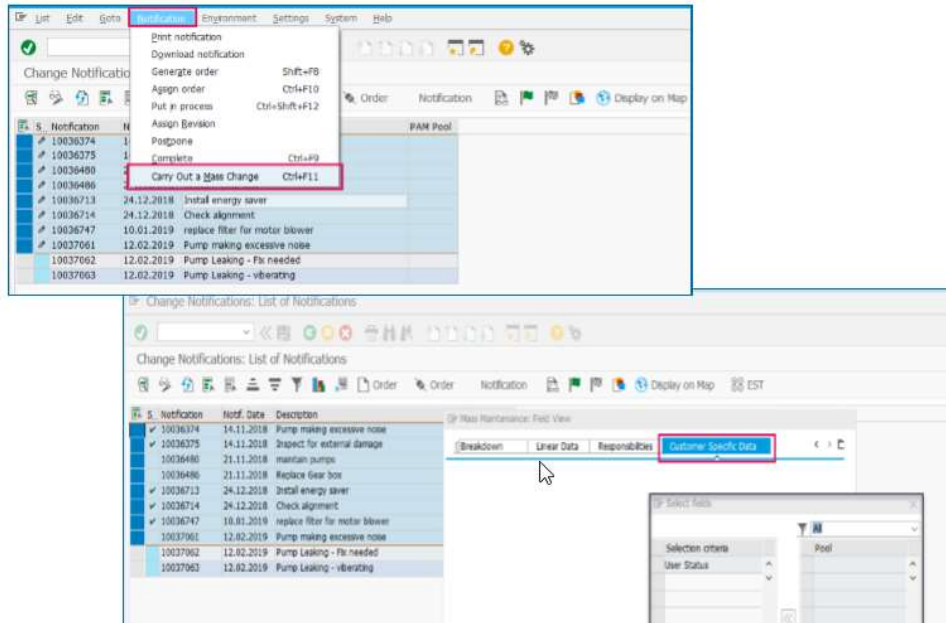 List Edit Goto Notification Environment Settings System Help
Print notification
Download notification
Generate order Shift+F8
Assign order Ctrl+F10
Put in process Ctrl+Shift+F12
Assign Revision
Postpone
Complete Ctrl+F9
Carry Out a Mass Change Ctrl+F11
Change Notificatio
Order Notification Display on Map
S Notification N PAM Pool
10036374 1
10036375 1
10036480 2
10036486
10036713 24.12.2018 Install energy saver
10036714 24.12.2018 Check alignment
10036747 10.01.2019 replace filter for motor blower
10037061 12.02.2019 Pump making excessive noise
10037062 12.02.2019 Pump Leaking - Fix needed
10037063 12.02.2019 Pump Leaking - viberating
Change Notifications: List of Notifications
Change Notifications: List of Notifications
Order Order Notification Display on Map EST
S Notification Notif. Date Description
10036374 14.11.2018 Pump making excessive noise
10036375 14.11.2018 Inspect for external damage
10036480 21.11.2018 maintain pumps
10036486 21.11.2018 Replace Gear box
10036713 24.12.2018 Install energy saver
10036714 24.12.2018 Check alignment
10036747 10.01.2019 replace filter for motor blower
10037061 12.02.2019 Pump making excessive noise
10037062 12.02.2019 Pump Leaking - Fix needed
10037063 12.02.2019 Pump Leaking - viberating
Mass Maintenance: Field View
Breakdown Linear Data Responsibilities Customer Specific Data
Select fields
All
Selection criteria Pool
User Status